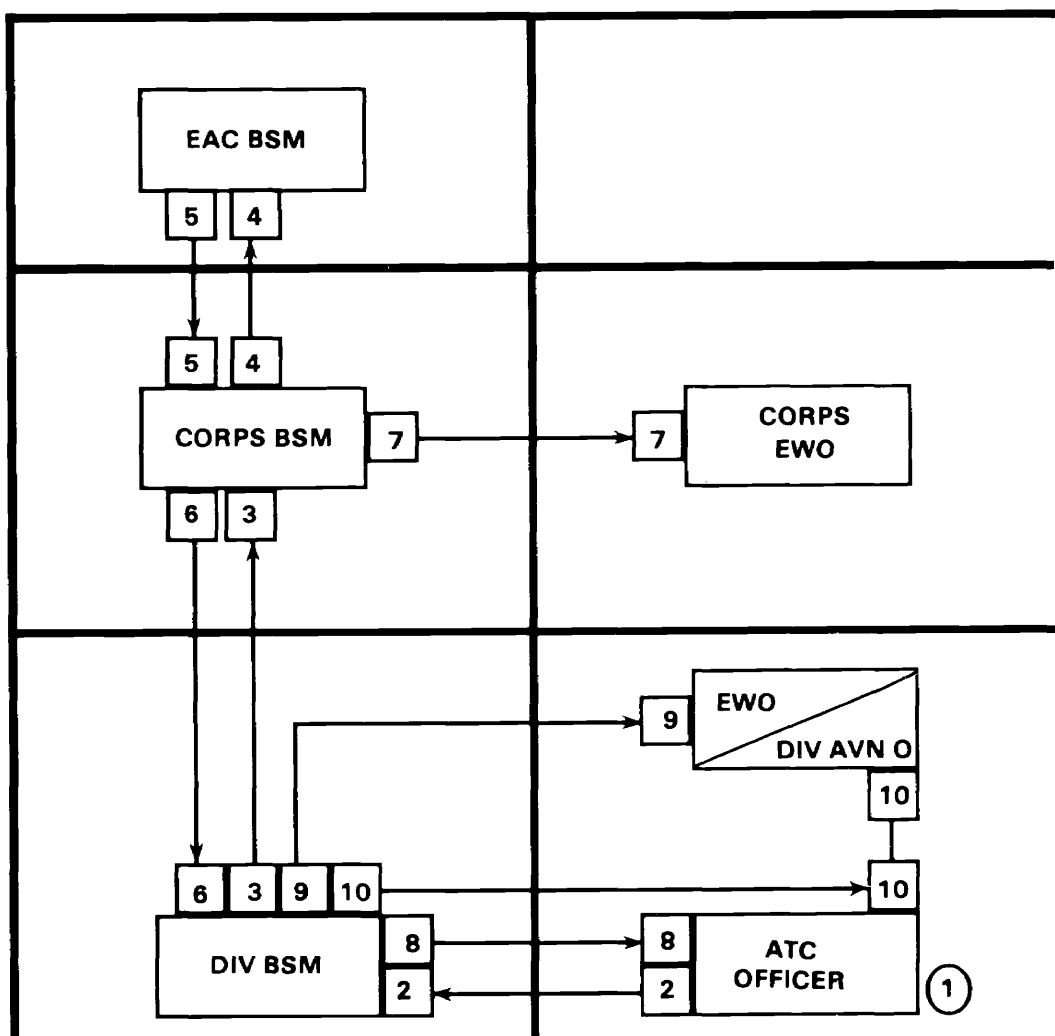 EAC BSM
5 4
5 4
CORPS BSM
7
7
CORPS
EWO
6 3
EWO
9
DIV AVN O
10
6 3 9 10
10
8
8
DIV BSM
ATC
OFFICER
2
2
1